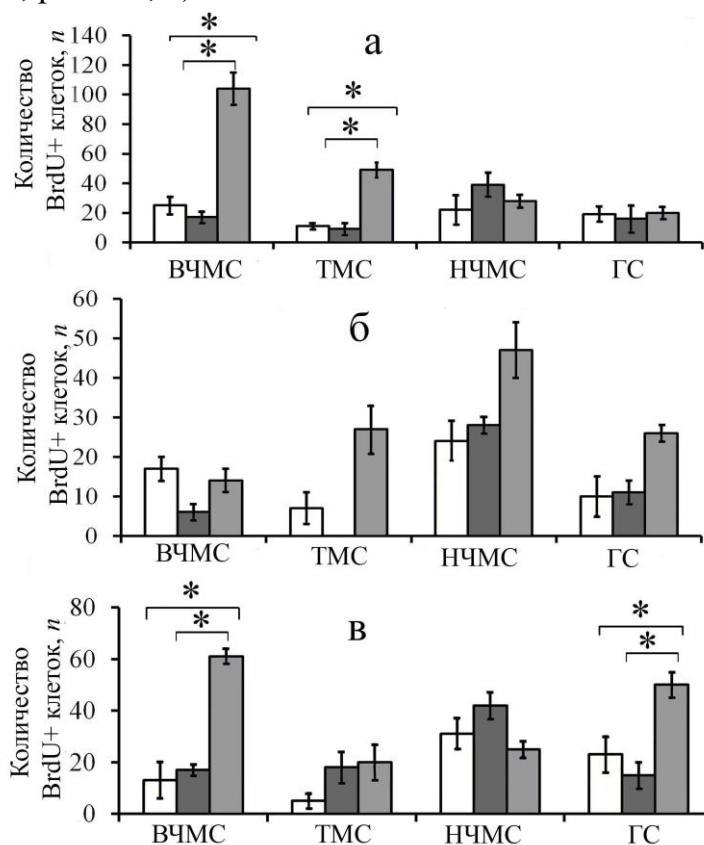 * * а
140
120
100
80
60
40
20
0
Количество
BrdU+ клеток, n
* *
ВЧМС ТМС НЧМС ГС
б
60
50
40
30
20
10
0
Количество
BrdU+ клеток, n
ВЧМС ТМС НЧМС ГС
* * в * *
80
60
40
20
0
Количество
BrdU+ клеток, n
ВЧМС ТМС НЧМС ГС